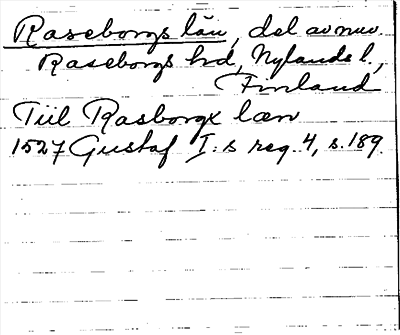 Raseborgs län, del av nuv.
Raseborgs hd, Nylands l.,
Finland
Tiil Rasborgx læn
1527 Gustaf I:s reg. 4, s. 189.